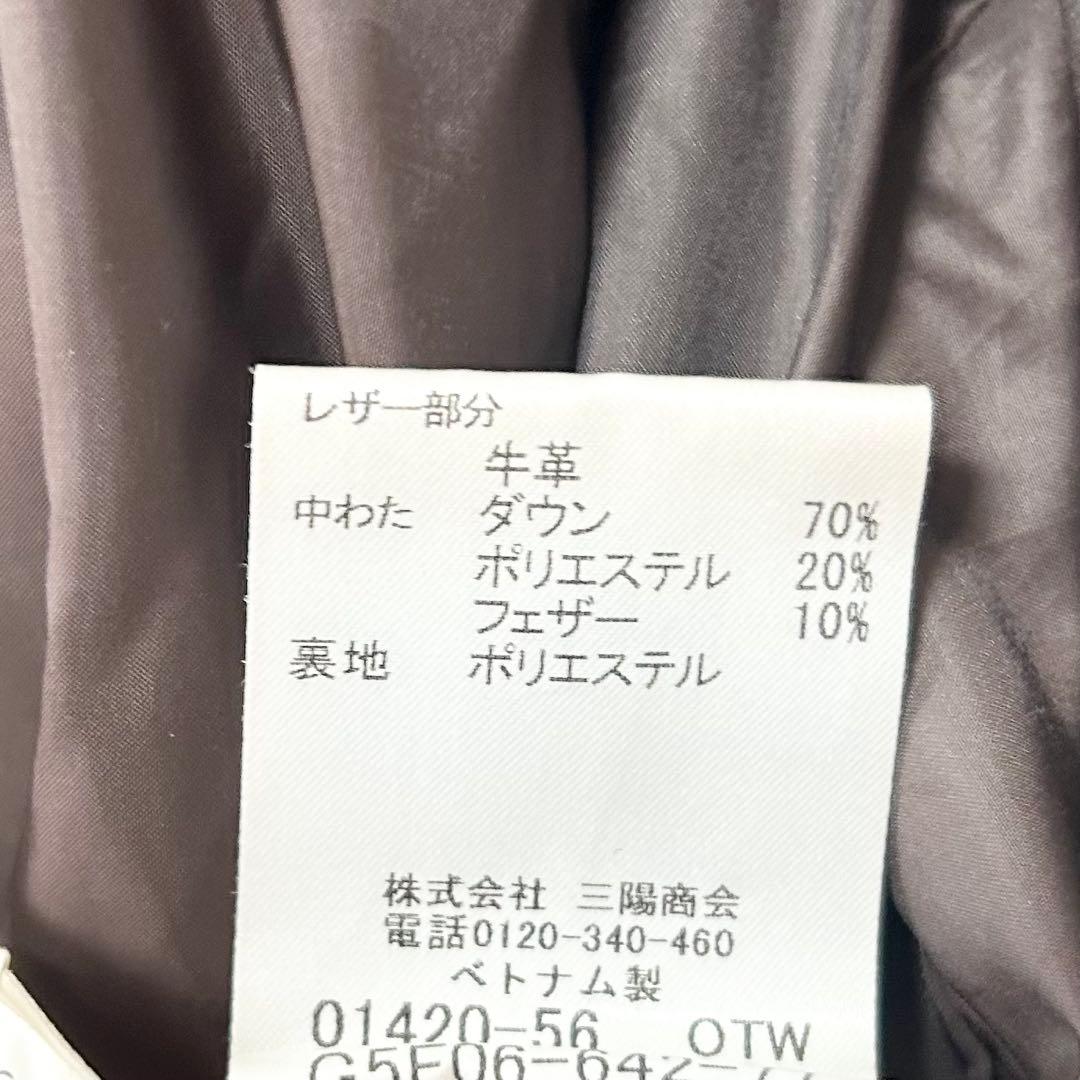 レザー部分
牛革
中わた ダウン 70%
ポリエステル 20%
フェザー 10%
裏地 ポリエステル
株式会社 三陽商会
電話0120-340-460
ベトナム製
01420-56 OTW